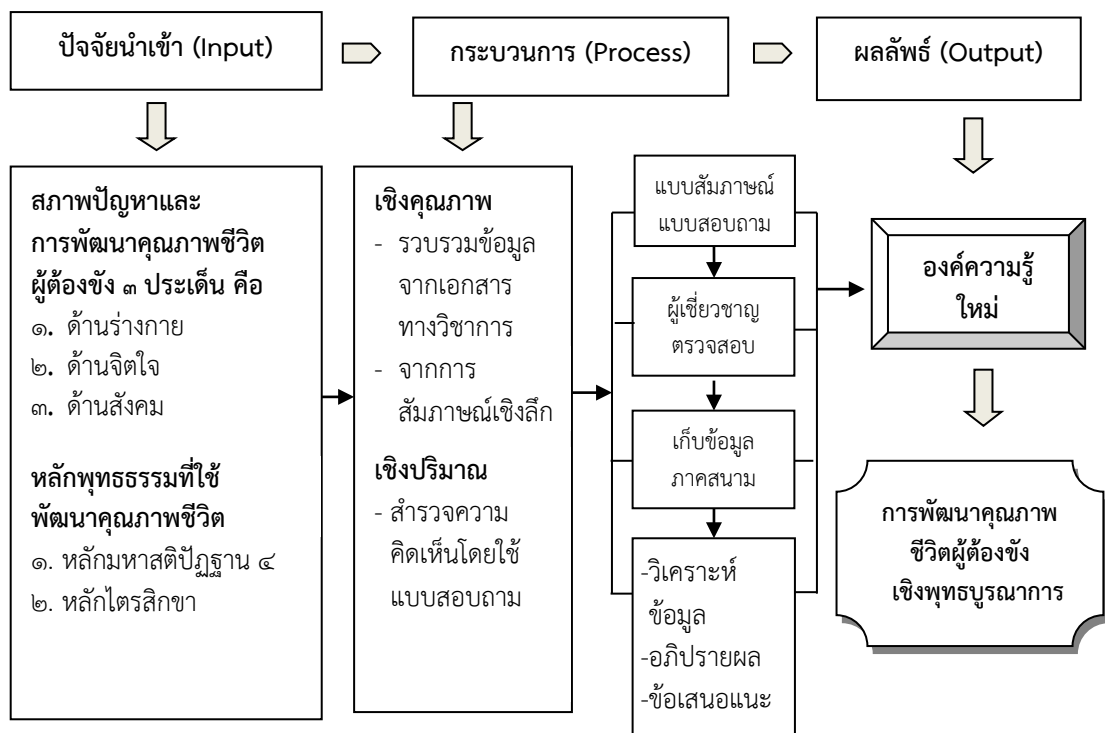 ปัจจัยนำเข้า (Input)
กระบวนการ (Process)
ผลลัพธ์ (Output)
สภาพปัญหาและ
การพัฒนาคุณภาพชีวิต
ผู้ต้องขัง ๓ ประเด็น คือ
๑. ด้านร่างกาย
๒. ด้านจิตใจ
๓. ด้านสังคม
หลักพุทธธรรมที่ใช้
พัฒนาคุณภาพชีวิต
๑. หลักมหาสติปัฏฐาน ๔
๒. หลักไตรสิกขา
เชิงคุณภาพ
- รวบรวมข้อมูล
จากเอกสาร
ทางวิชาการ
- จากการ
สัมภาษณ์เชิงลึก
เชิงปริมาณ
- สำรวจความ
คิดเห็นโดยใช้
แบบสอบถาม
แบบสัมภาษณ์
แบบสอบถาม
ผู้เชี่ยวชาญ
ตรวจสอบ
เก็บข้อมูล
ภาคสนาม
-วิเคราะห์
ข้อมูล
-อภิปรายผล
-ข้อเสนอแนะ
องค์ความรู้
ใหม่
การพัฒนาคุณภาพ
ชีวิตผู้ต้องขัง
เชิงพุทธบูรณาการ